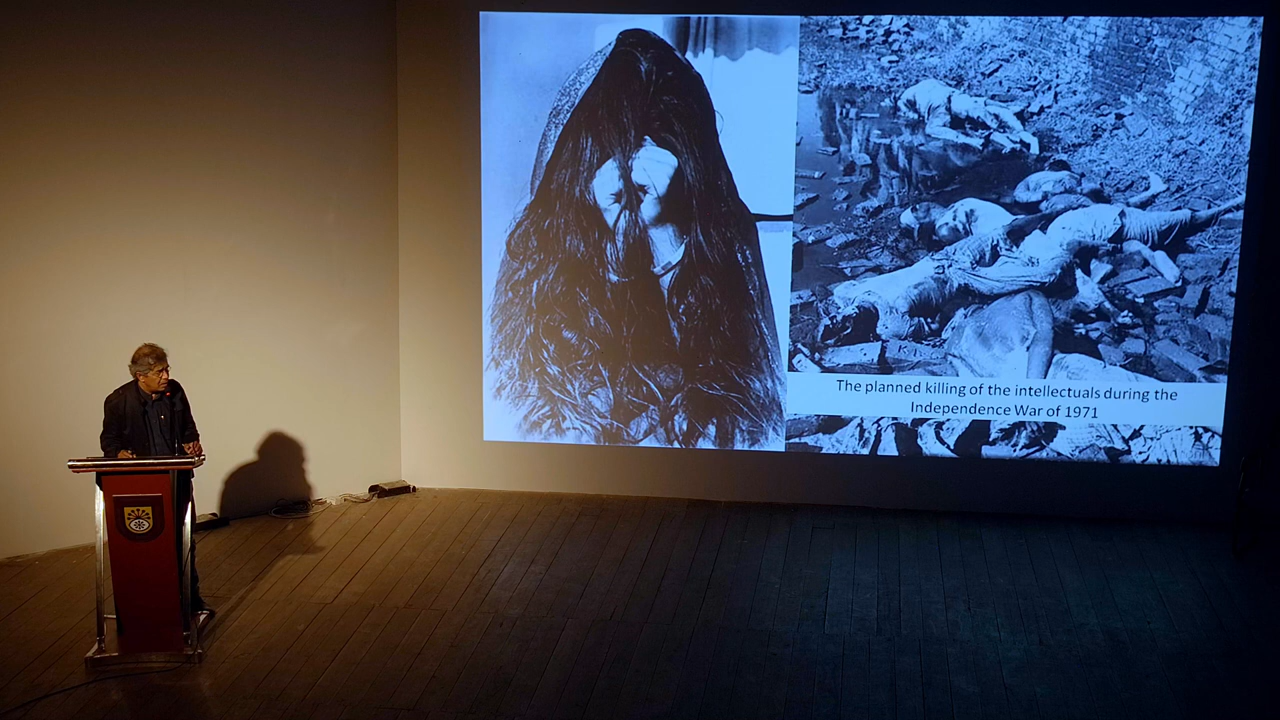 The planned killing of the intellectuals during the
Independence War of 1971